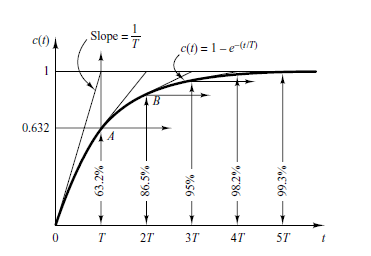 c(t)
Slope = 1/T
c(t) = 1 – e^–(t/T)
1
B
0.632
A
63.2%
86.5%
95%
98.2%
99.3%
0 T 2T 3T 4T 5T t